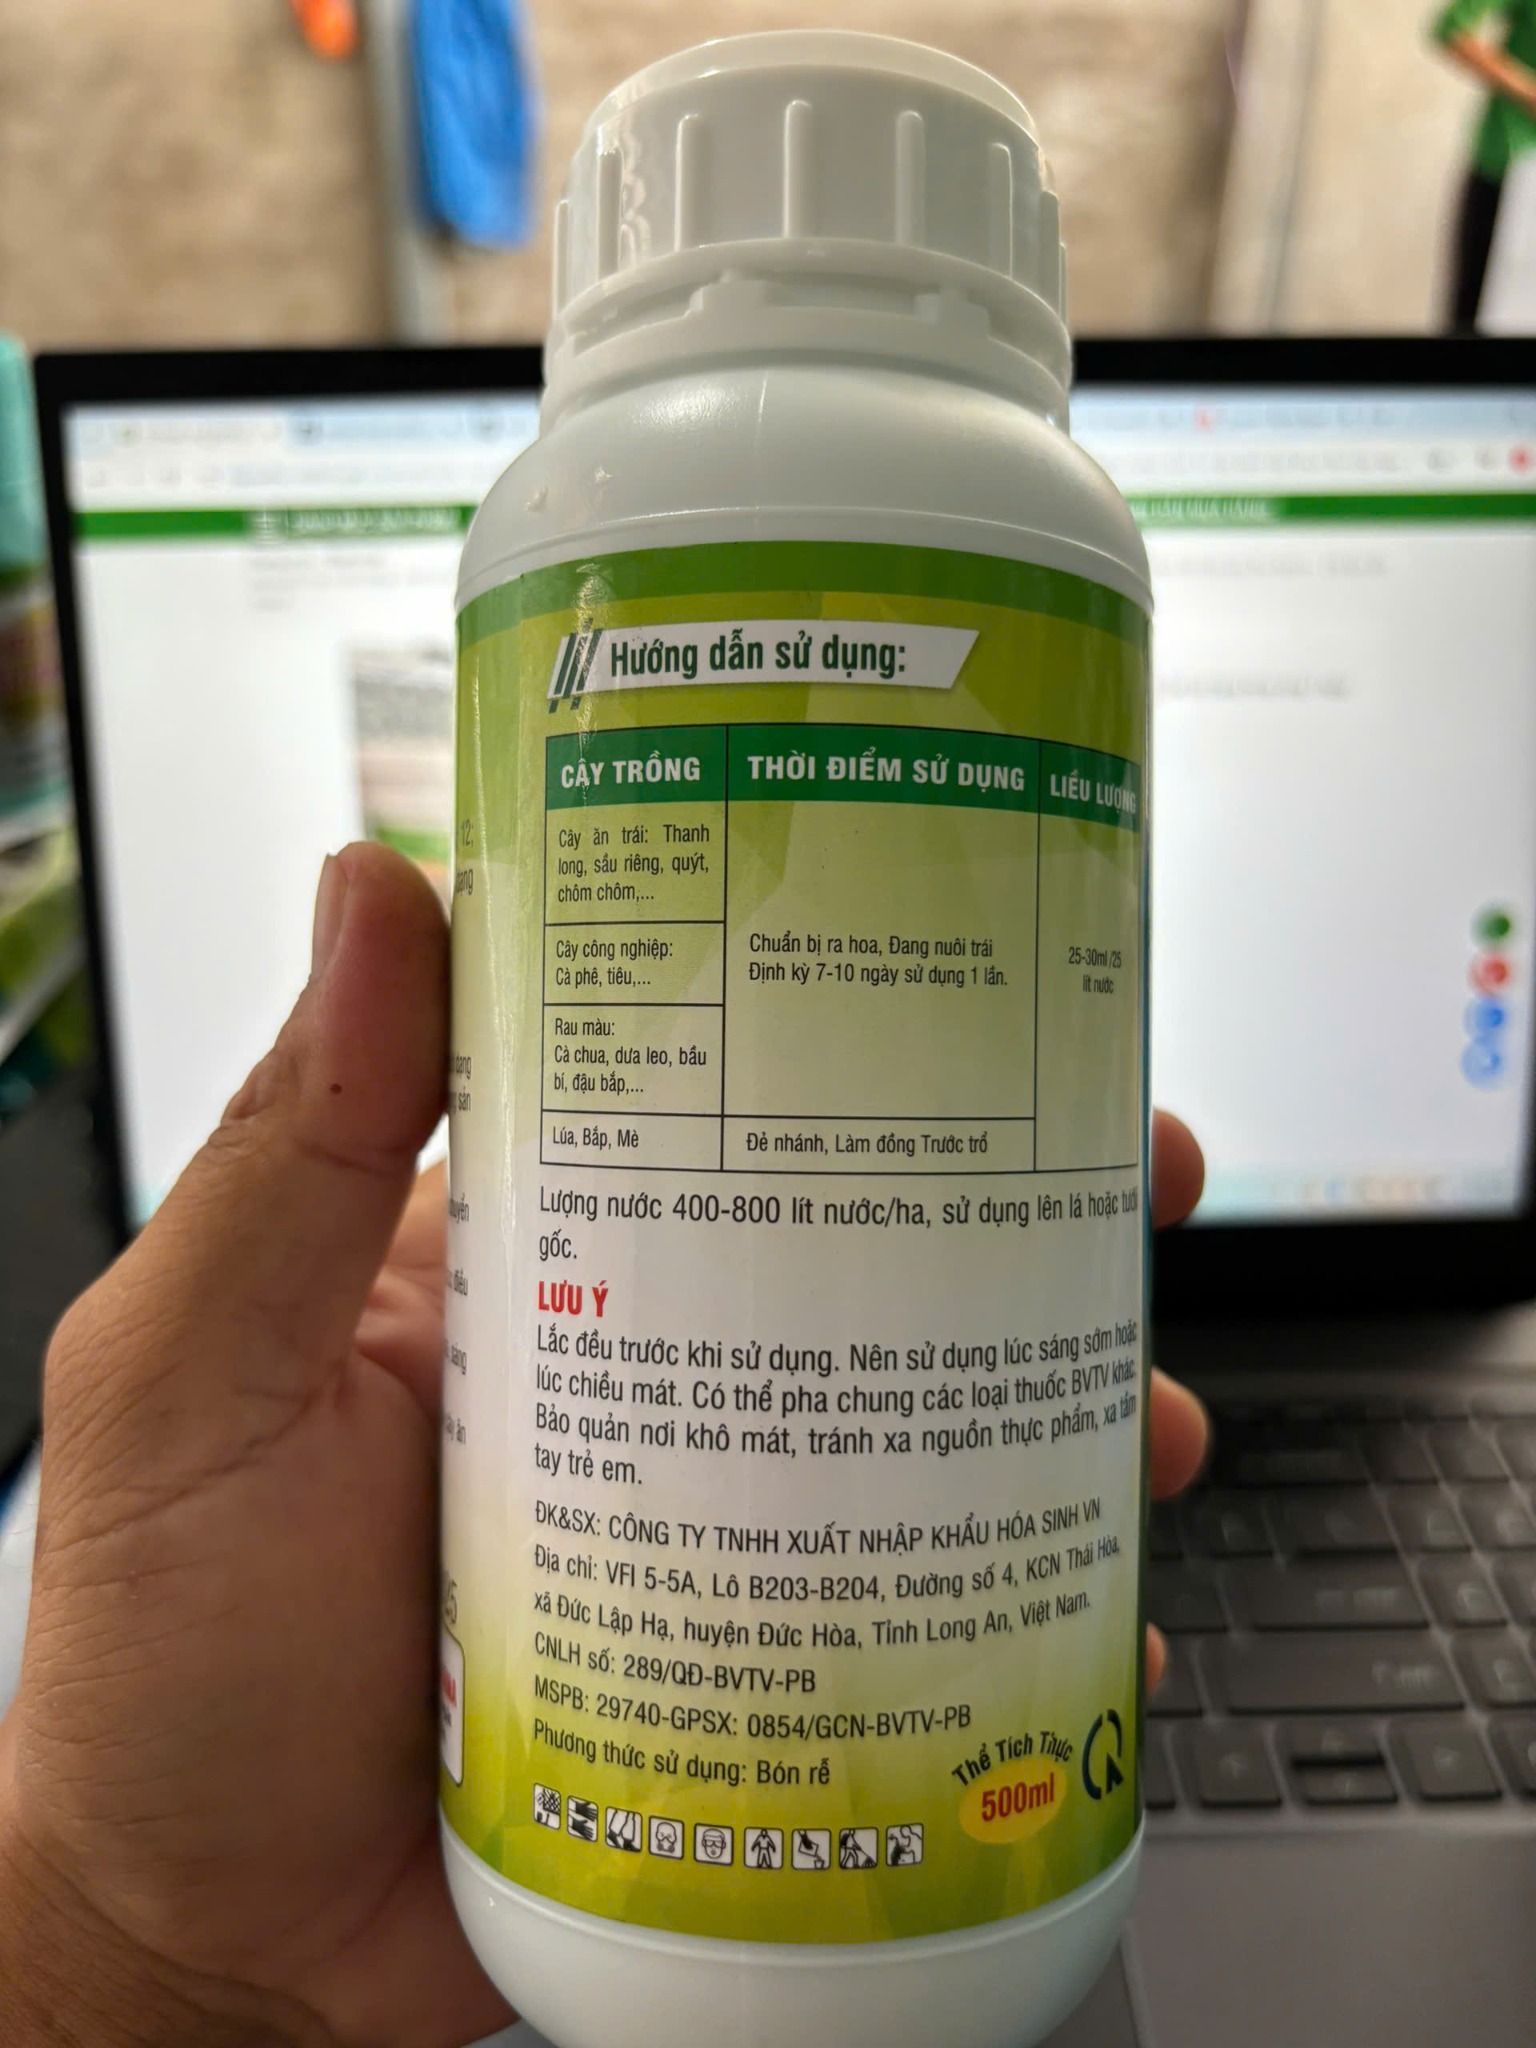 Hướng dẫn sử dụng:
CÂY TRỒNG
THỜI ĐIỂM SỬ DỤNG
LIỀU LƯỢNG
Cây ăn trái: Thanh
long, sầu riêng, quýt,
chôm chôm,...
Cây công nghiệp:
Cà phê, tiêu,...
Rau màu:
Cà chua, dưa leo, bầu
bí, đậu bắp,...
Chuẩn bị ra hoa, Đang nuôi trái
Định kỳ 7-10 ngày sử dụng 1 lần.
25-30ml/25
lít nước
Lúa, Bắp, Mè
Đẻ nhánh, Làm đồng Trước trổ
Lượng nước 400-800 lít nước/ha, sử dụng lên lá hoặc tưới
gốc.
LƯU Ý
Lắc đều trước khi sử dụng. Nên sử dụng lúc sáng sớm hoặc
lúc chiều mát. Có thể pha chung các loại thuốc BVTV khác.
Bảo quản nơi khô mát, tránh xa nguồn thực phẩm, xa tầm
tay trẻ em.
ĐK&SX: CÔNG TY TNHH XUẤT NHẬP KHẨU HÓA SINH VN
Địa chỉ: VFI 5-5A, Lô B203-B204, Đường số 4, KCN Thái Hòa,
xã Đức Lập Hạ, huyện Đức Hòa, Tỉnh Long An, Việt Nam.
CNLH số: 289/QĐ-BVTV-PB
MSPB: 29740-GPSX: 0854/GCN-BVTV-PB
Phương thức sử dụng: Bón rễ
Thể Tích Thực
500ml
12;
dạng
sản
điều
sáng
ăn